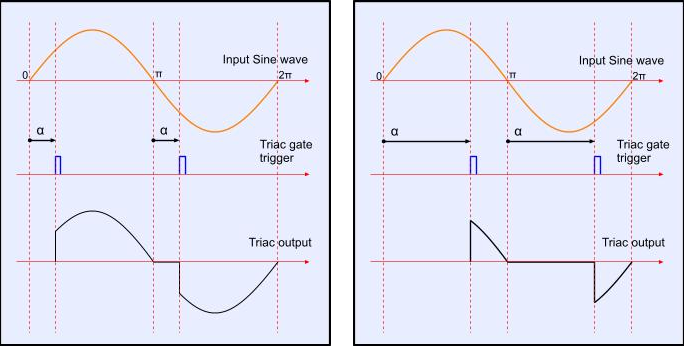 Input Sine wave
0
π
2π
α
α
Triac gate
trigger
Triac output
Input Sine wave
0
π
2π
α
α
Triac gate
trigger
Triac output